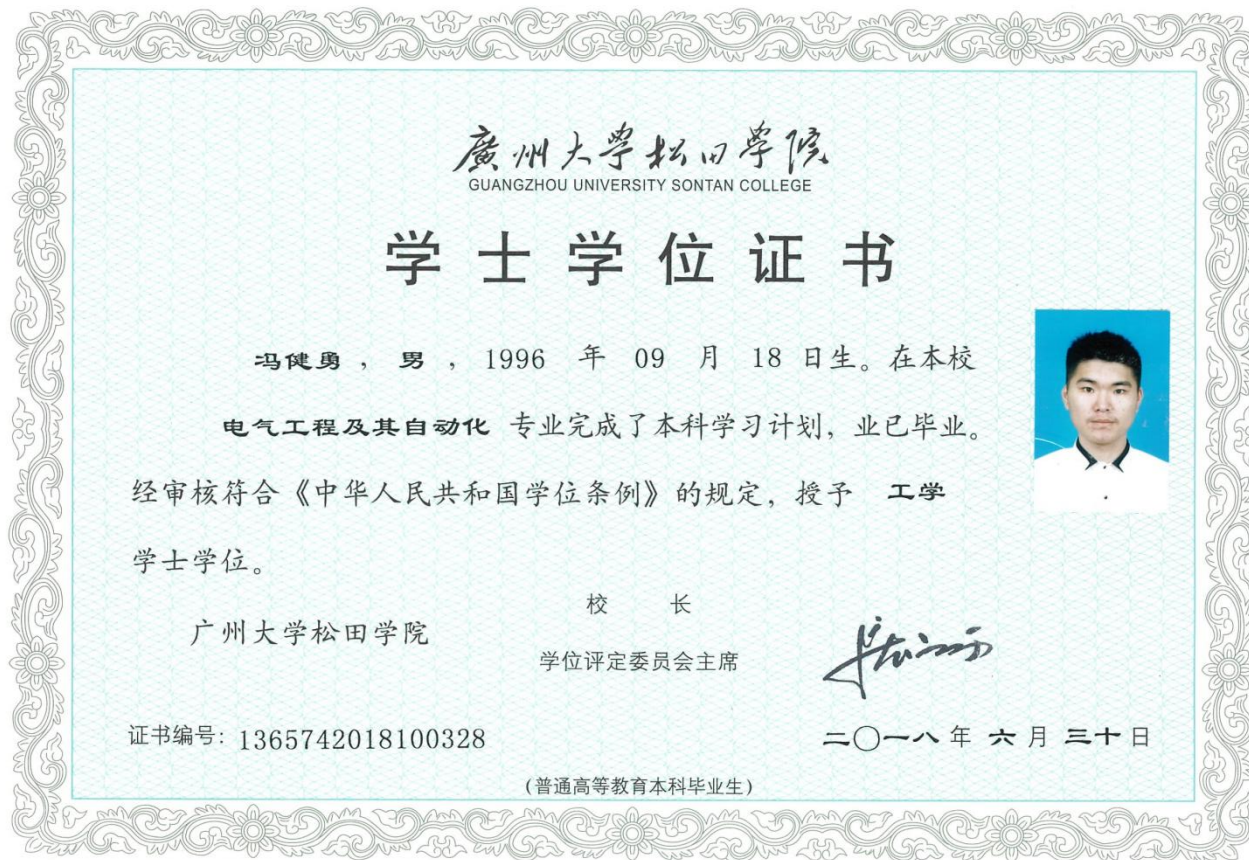 廣州大学松田学院
GUANGZHOU UNIVERSITY SONTAN COLLEGE
学士学位证书
冯健勇，男，1996 年 09 月 18 日生。在本校
电气工程及其自动化 专业完成了本科学习计划，业已毕业。
经审核符合《中华人民共和国学位条例》的规定，授予 工学
学士学位。
校 长
广州大学松田学院
学位评定委员会主席
证书编号：1365742018100328
二〇一八年 六月 三十日
(普通高等教育本科毕业生)